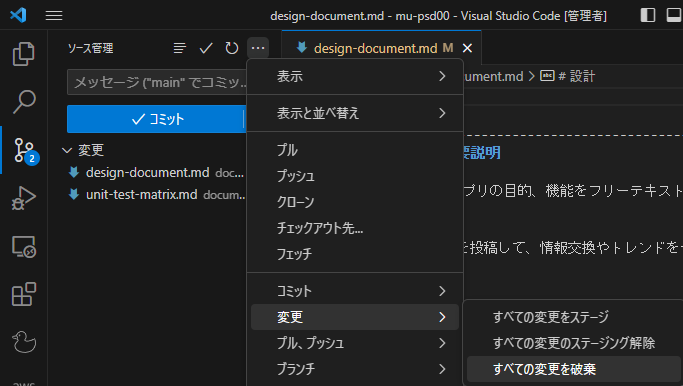 design-document.md - mu-psd00 - Visual Studio Code [管理者]
ソース管理
design-document.md M
メッセージ ("main" でコミッ...
コミット
変更
design-document.md docu...
unit-test-matrix.md docum...
2
表示
表示と並べ替え
プル
プッシュ
クローン
チェックアウト先...
フェッチ
コミット
変更
プル、プッシュ
ブランチ
すべての変更をステージ
すべての変更のステージング解除
すべての変更を破棄
cument.md > # 設計
要説明
プリの目的、機能をフリーテキス
を投稿して、情報交換やトレンドを
aws